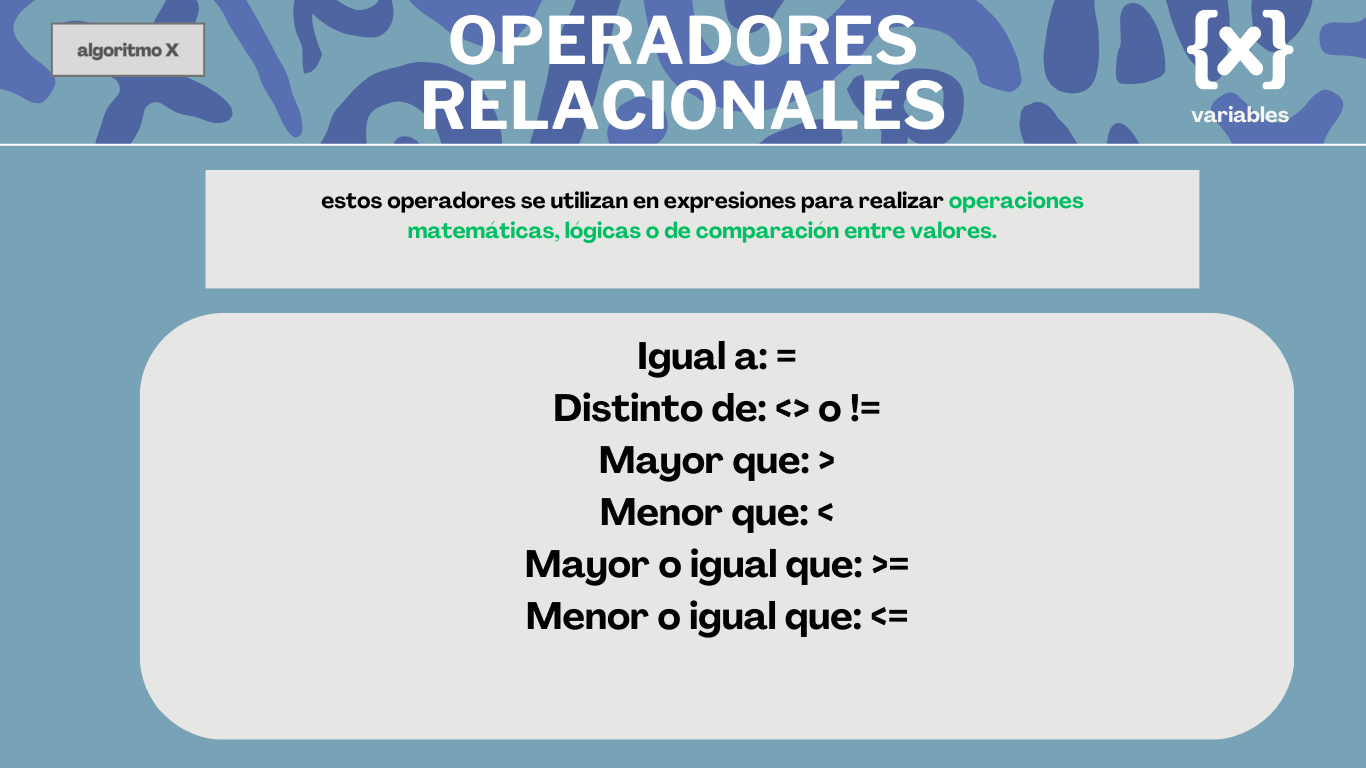 algoritmo X
OPERADORES
RELACIONALES
{x}
variables
estos operadores se utilizan en expresiones para realizar operaciones
matemáticas, lógicas o de comparación entre valores.
Igual a: =
Distinto de: <> o !=
Mayor que: >
Menor que: <
Mayor o igual que: >=
Menor o igual que: <=